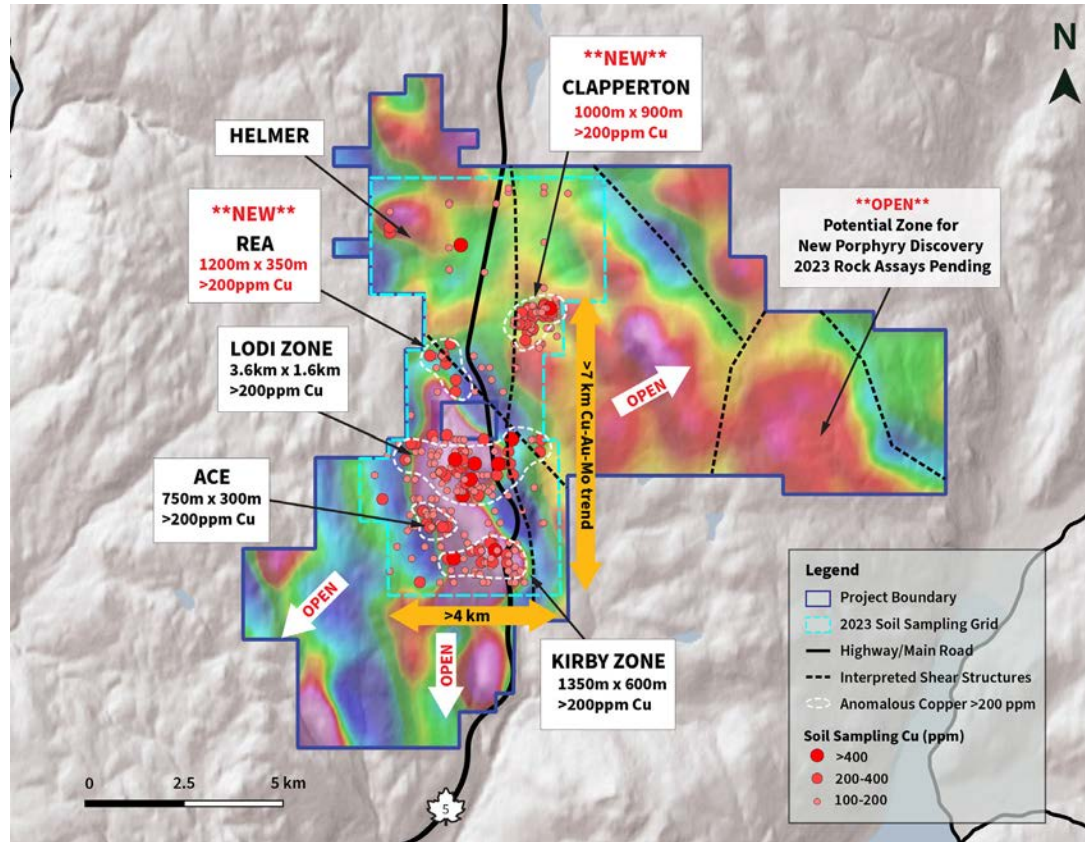 N
**NEW**
CLAPPERTON
1000m x 900m
>200ppm Cu
HELMER
**NEW**
REA
1200m x 350m
>200ppm Cu
**OPEN**
Potential Zone for
New Porphyry Discovery
2023 Rock Assays Pending
LODI ZONE
3.6km x 1.6km
>200ppm Cu
OPEN
>7 km Cu-Au-Mo trend
ACE
750m x 300m
>200ppm Cu
OPEN
>4 km
OPEN
KIRBY ZONE
1350m x 600m
>200ppm Cu
Legend
Project Boundary
2023 Soil Sampling Grid
Highway/Main Road
Interpreted Shear Structures
Anomalous Copper >200 ppm
Soil Sampling Cu (ppm)
>400
200-400
100-200
0 2.5 5 km
5